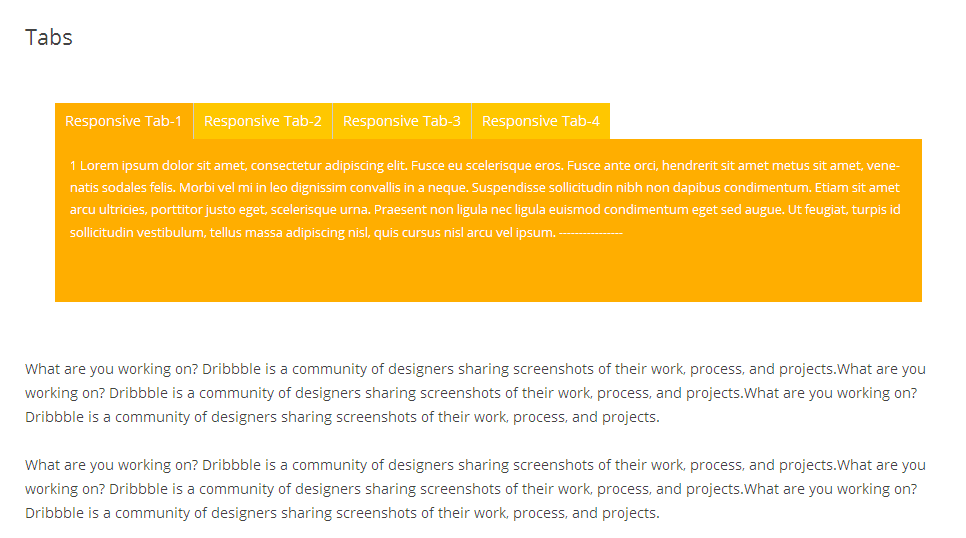 Tabs
Responsive Tab-1 Responsive Tab-2 Responsive Tab-3 Responsive Tab-4
1 Lorem ipsum dolor sit amet, consectetur adipiscing elit. Fusce eu scelerisque eros. Fusce ante orci, hendrerit sit amet metus sit amet, vene-
natis sodales felis. Morbi vel mi in leo dignissim convallis in a neque. Suspendisse sollicitudin nibh non dapibus condimentum. Etiam sit amet
arcu ultricies, porttitor justo eget, scelerisque urna. Praesent non ligula nec ligula euismod condimentum eget sed augue. Ut feugiat, turpis id
sollicitudin vestibulum, tellus massa adipiscing nisl, quis cursus nisl arcu vel ipsum. ----------------
What are you working on? Dribbble is a community of designers sharing screenshots of their work, process, and projects.What are you
working on? Dribbble is a community of designers sharing screenshots of their work, process, and projects.What are you working on?
Dribbble is a community of designers sharing screenshots of their work, process, and projects.
What are you working on? Dribbble is a community of designers sharing screenshots of their work, process, and projects.What are you
working on? Dribbble is a community of designers sharing screenshots of their work, process, and projects.What are you working on?
Dribbble is a community of designers sharing screenshots of their work, process, and projects.